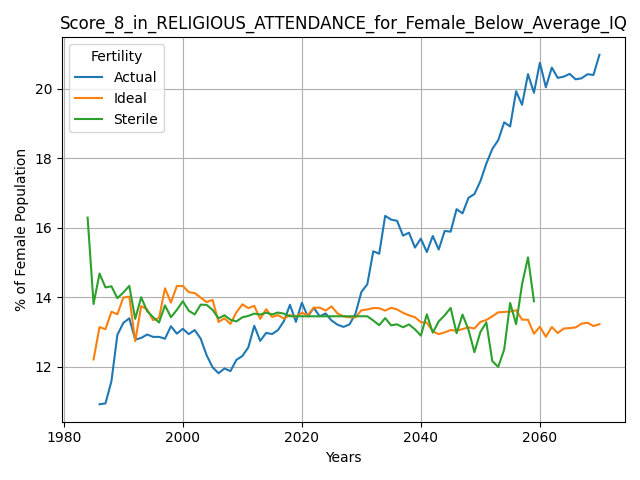 Score_8_in_RELIGIOUS_ATTENDANCE_for_Female_Below_Average_IQ
Fertility
Actual
Ideal
Sterile
% of Female Population
20
18
16
14
12
1980
2000
2020
2040
2060
Years